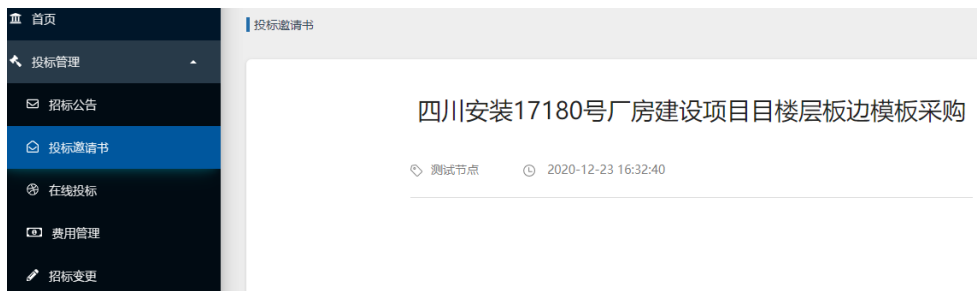 首页
投标管理
招标公告
投标邀请书
在线投标
费用管理
招标变更
投标邀请书
四川安装17180号厂房建设项目目楼层板边模板采购
测试节点 2020-12-23 16:32:40